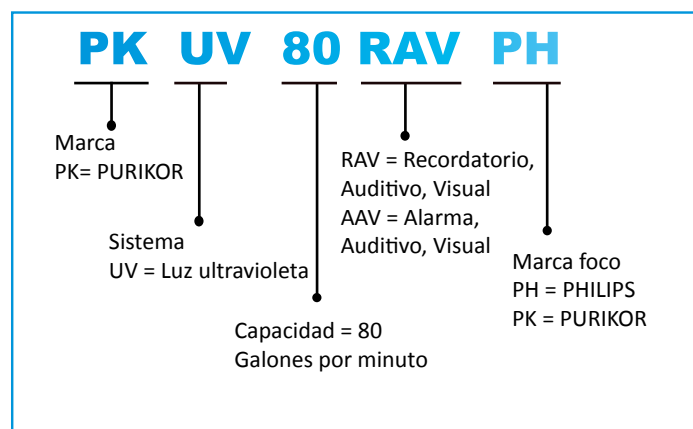 PK UV 80 RAV PH
Marca
PK= PURIKOR
Sistema
UV = Luz ultravioleta
Capacidad = 80
Galones por minuto
RAV = Recordatorio,
Auditivo, Visual
AAV = Alarma,
Auditivo, Visual
Marca foco
PH = PHILIPS
PK = PURIKOR